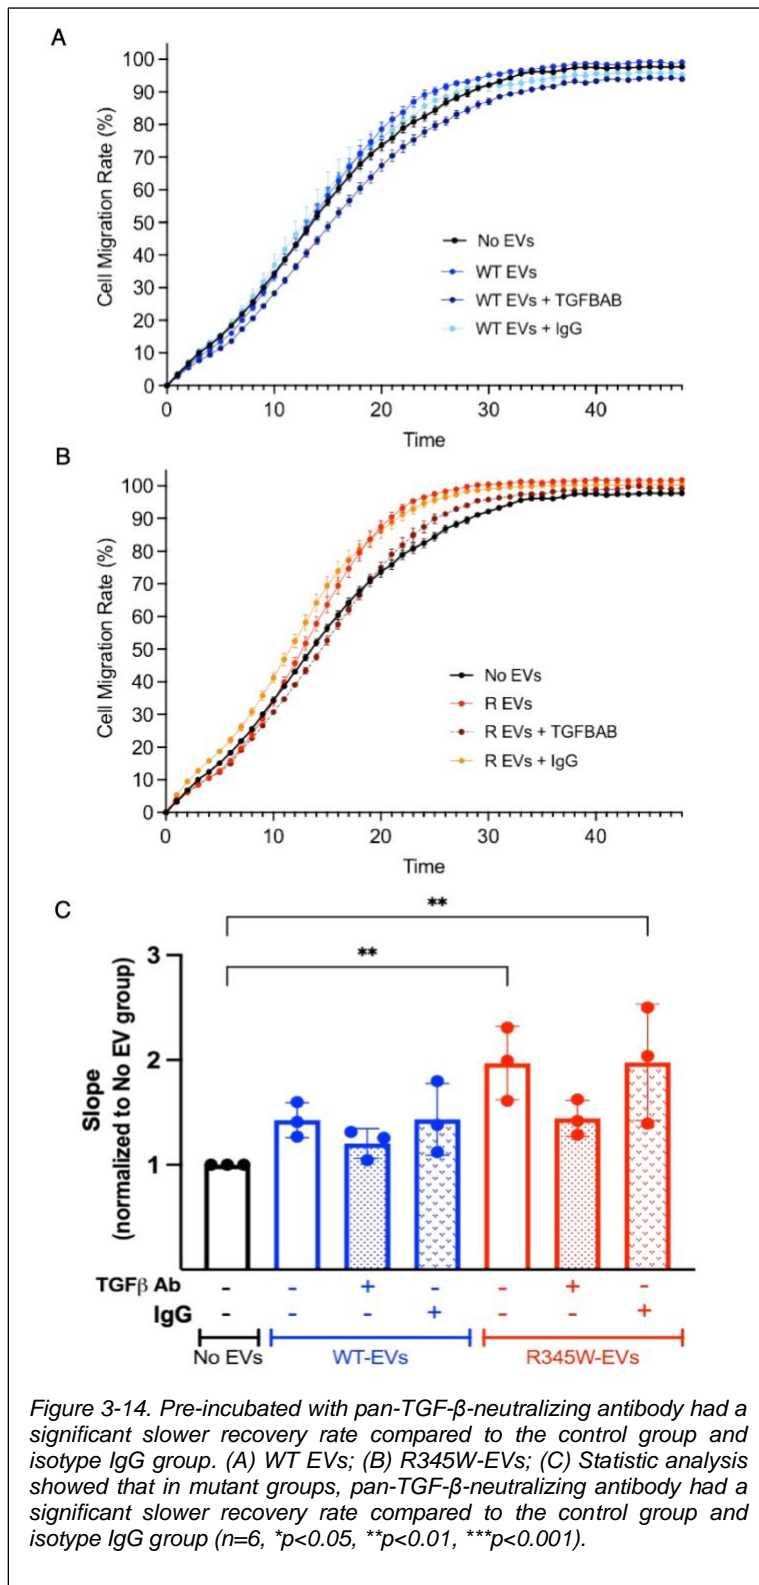 A
Cell Migration Rate (%)
100
90
80
70
60
50
40
30
20
10
0
No EVs
WT EVs
WT EVs + TGFBAB
WT EVs + IgG
0 10 20 30 40
Time
B
Cell Migration Rate (%)
100
90
80
70
60
50
40
30
20
10
0
No EVs
R EVs
R EVs + TGFBAB
R EVs + IgG
0 10 20 30 40
Time
C
Slope
(normalized to No EV group)
3
2
1
**
**
TGFβ Ab - - + - - + -
IgG - - - + - - +
No EVs WT-EVs R345W-EVs
Figure 3-14. Pre-incubated with pan-TGF-β-neutralizing antibody had a
significant slower recovery rate compared to the control group and
isotype IgG group. (A) WT EVs; (B) R345W-EVs; (C) Statistic analysis
showed that in mutant groups, pan-TGF-β-neutralizing antibody had a
significant slower recovery rate compared to the control group and
isotype IgG group (n=6, *p<0.05, **p<0.01, ***p<0.001).